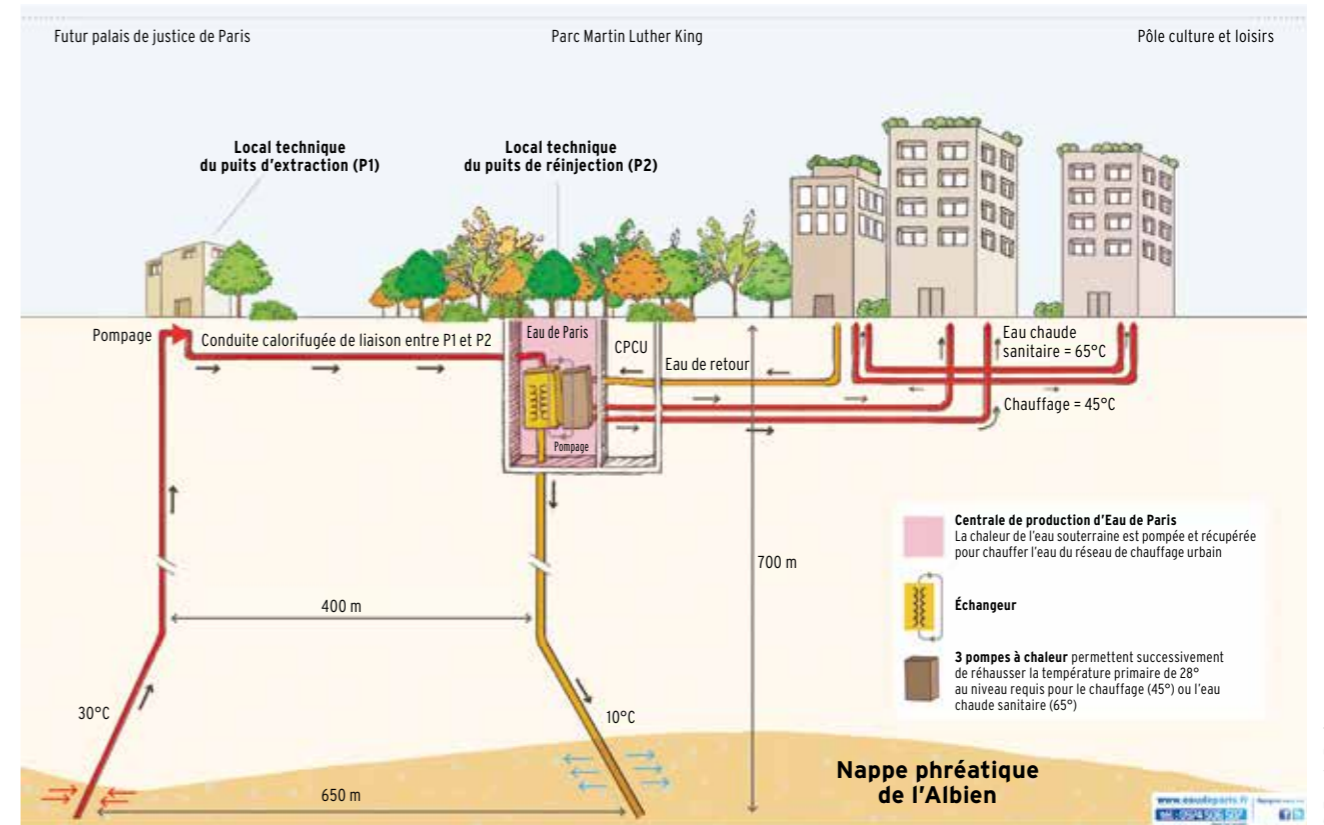 Futur palais de justice de Paris
Parc Martin Luther King
Pôle culture et loisirs
Local technique
du puits d'extraction (P1)
Local technique
du puits de réinjection (P2)
Pompage
Conduite calorifugée de liaison entre P1 et P2
Eau de Paris
CPCU
Eau de retour
Eau chaude
sanitaire = 65°C
Chauffage = 45°C
Pompage
700 m
400 m
30°C
10°C
650 m
Centrale de production d'Eau de Paris
La chaleur de l'eau souterraine est pompée et récupérée
pour chauffer l'eau du réseau de chauffage urbain
Échangeur
3 pompes à chaleur permettent successivement
de réhausser la température primaire de 28°
au niveau requis pour le chauffage (45°) ou l'eau
chaude sanitaire (65°)
Nappe phréatique
de l'Albien
www.eaudeparis.fr